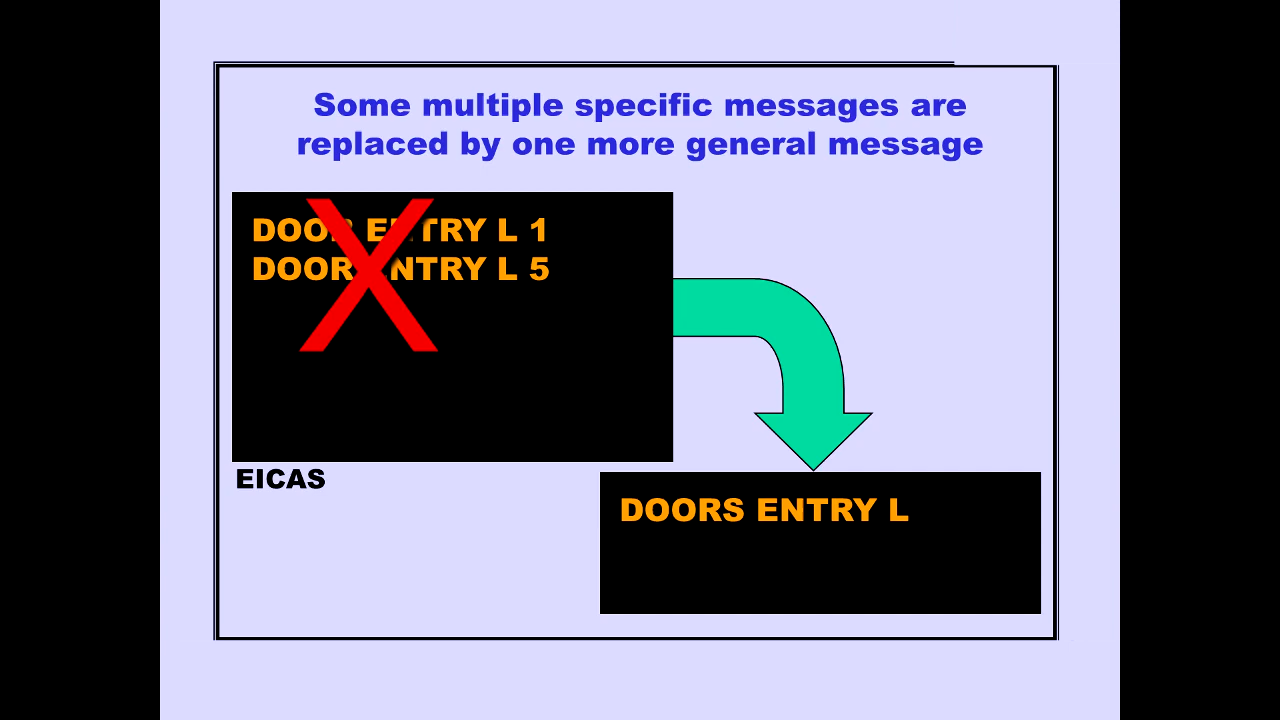 Some multiple specific messages are
replaced by one more general message
DOOR ENTRY L 1
DOOR ENTRY L 5
EICAS
DOORS ENTRY L